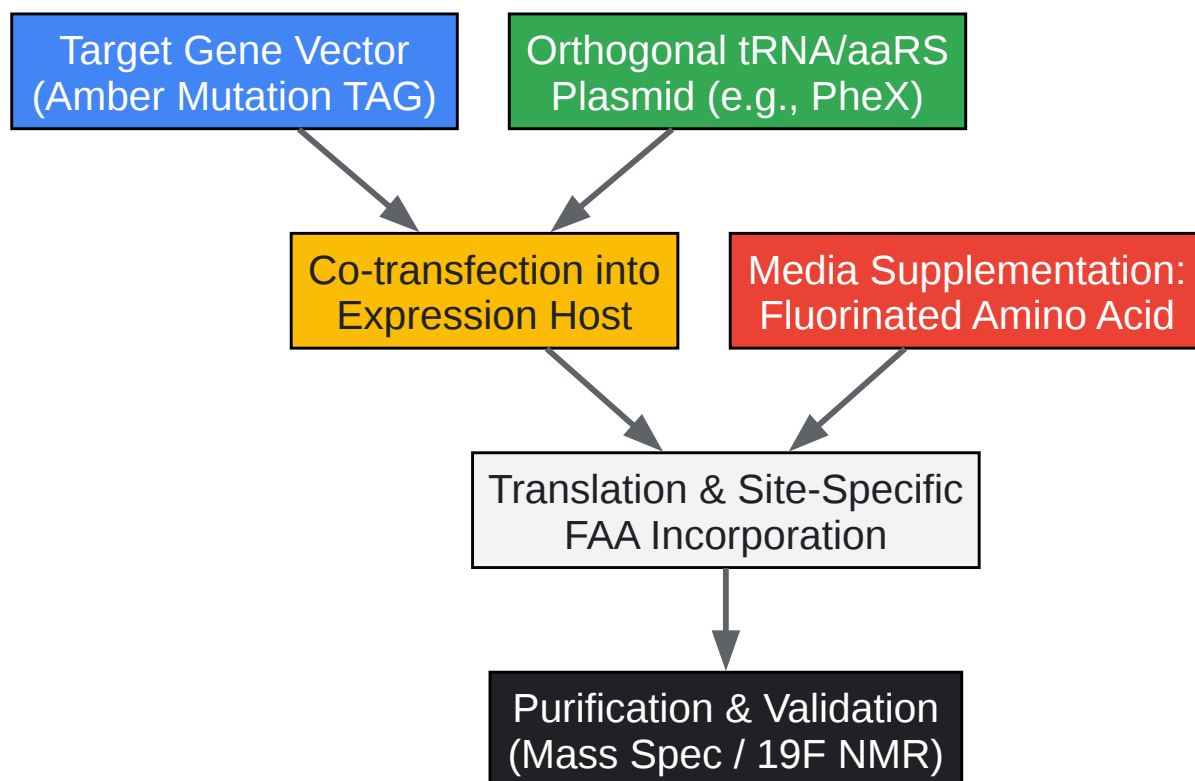 Target Gene Vector
(Amber Mutation TAG)
Orthogonal tRNA/aaRS
Plasmid (e.g., PheX)
Co-transfection into
Expression Host
Media Supplementation:
Fluorinated Amino Acid
Translation & Site-Specific
FAA Incorporation
Purification & Validation
(Mass Spec / 19F NMR)